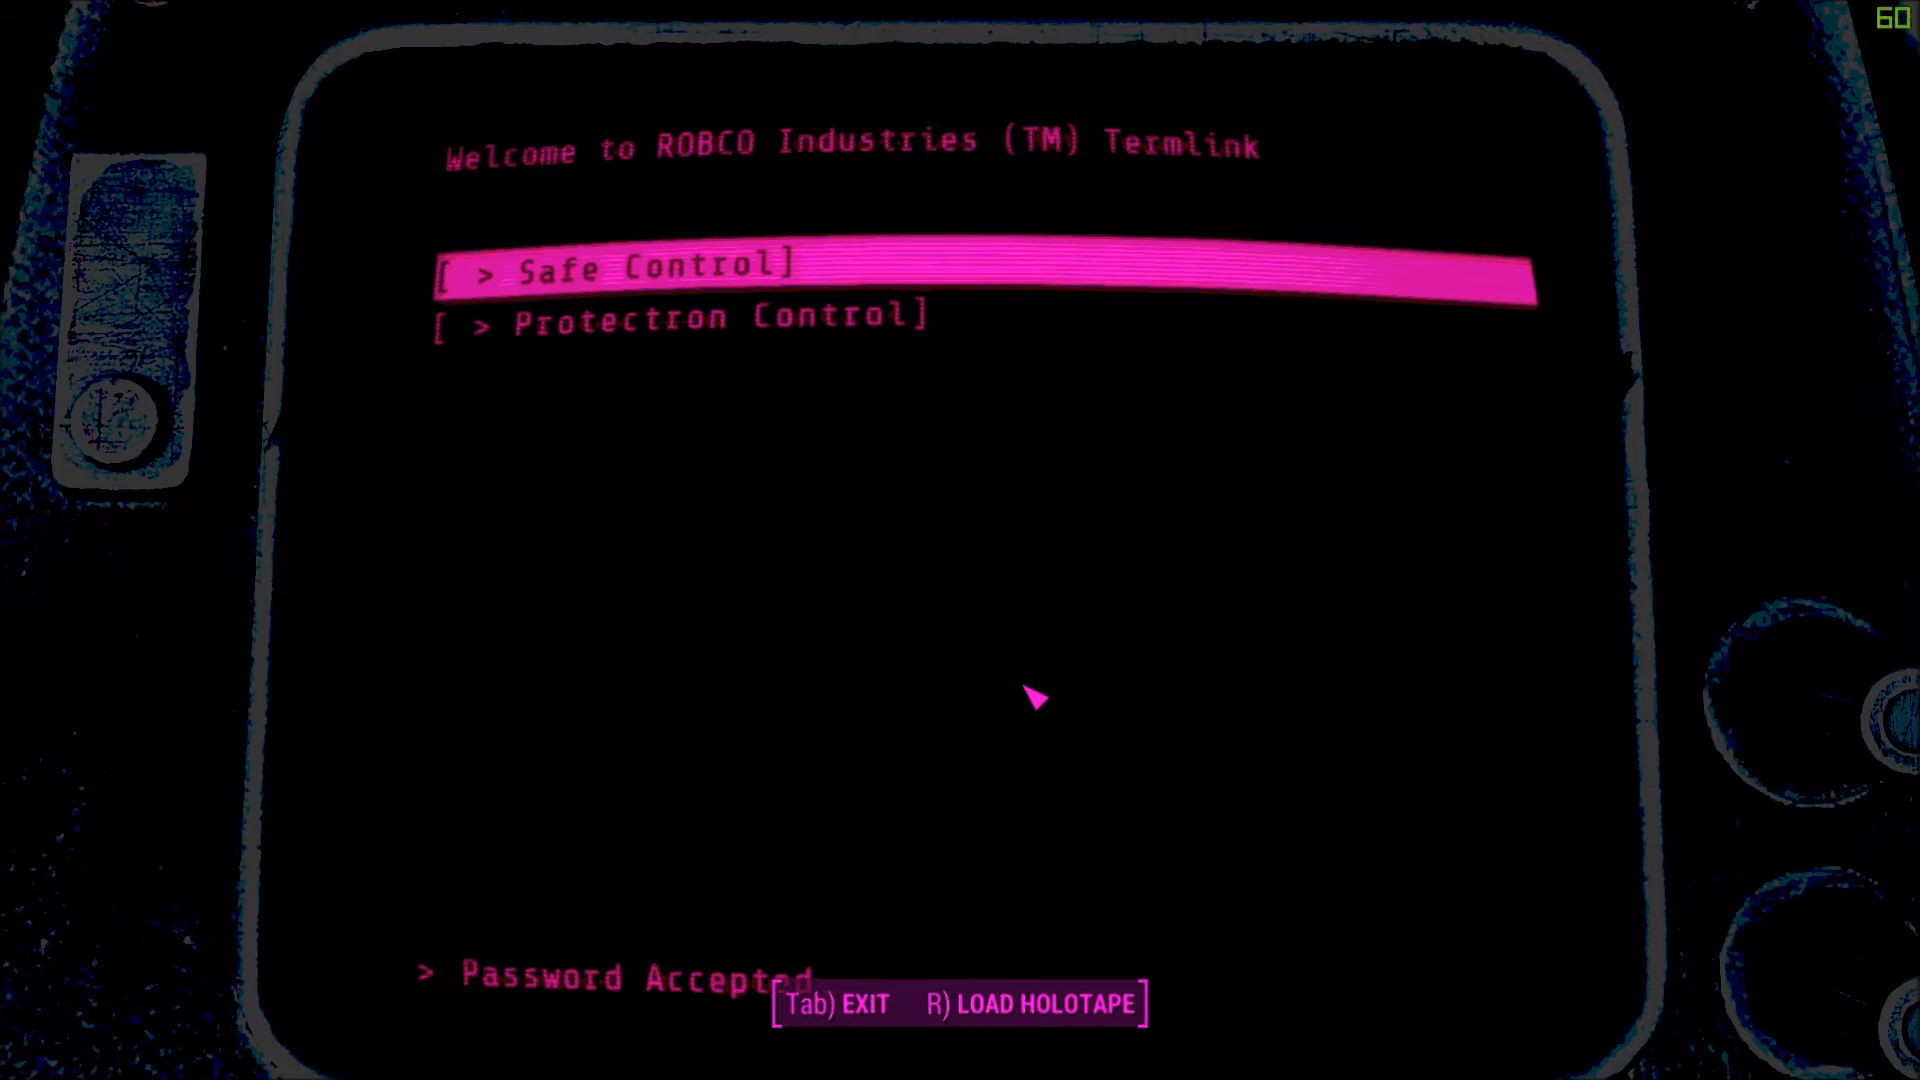 60
Welcome to ROBCO Industries (TM) Termlink
[ > Safe Control]
[ > Protectron Control]
> Password Accepted
Tab) EXIT R) LOAD HOLOTAPE